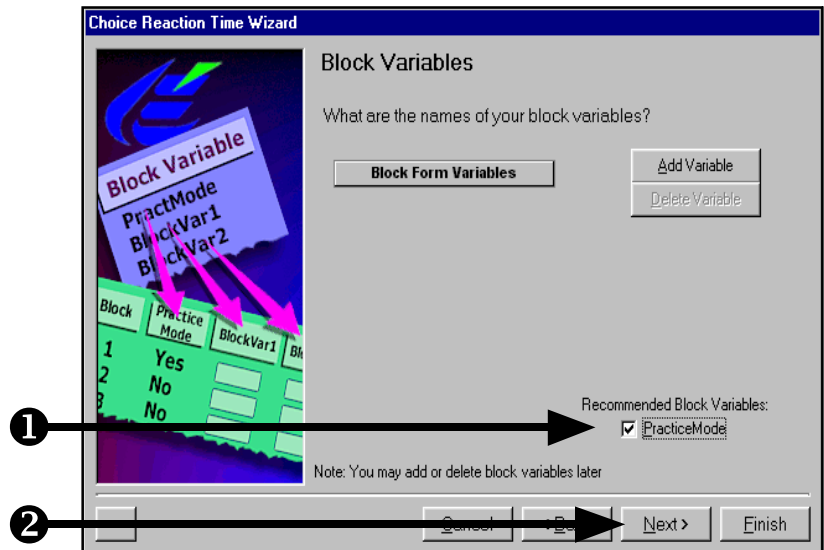 Choice Reaction Time Wizard
Block Variables
What are the names of your block variables?
Block Form Variables
Add Variable
Delete Variable
Block Variable
PractMode
BlockVar1
BlockVar2
Block
Practice
Mode
BlockVar1
1
Yes
2
No
3
No
Recommended Block Variables:
PracticeMode
Note: You may add or delete block variables later
1
2
Next >
Finish